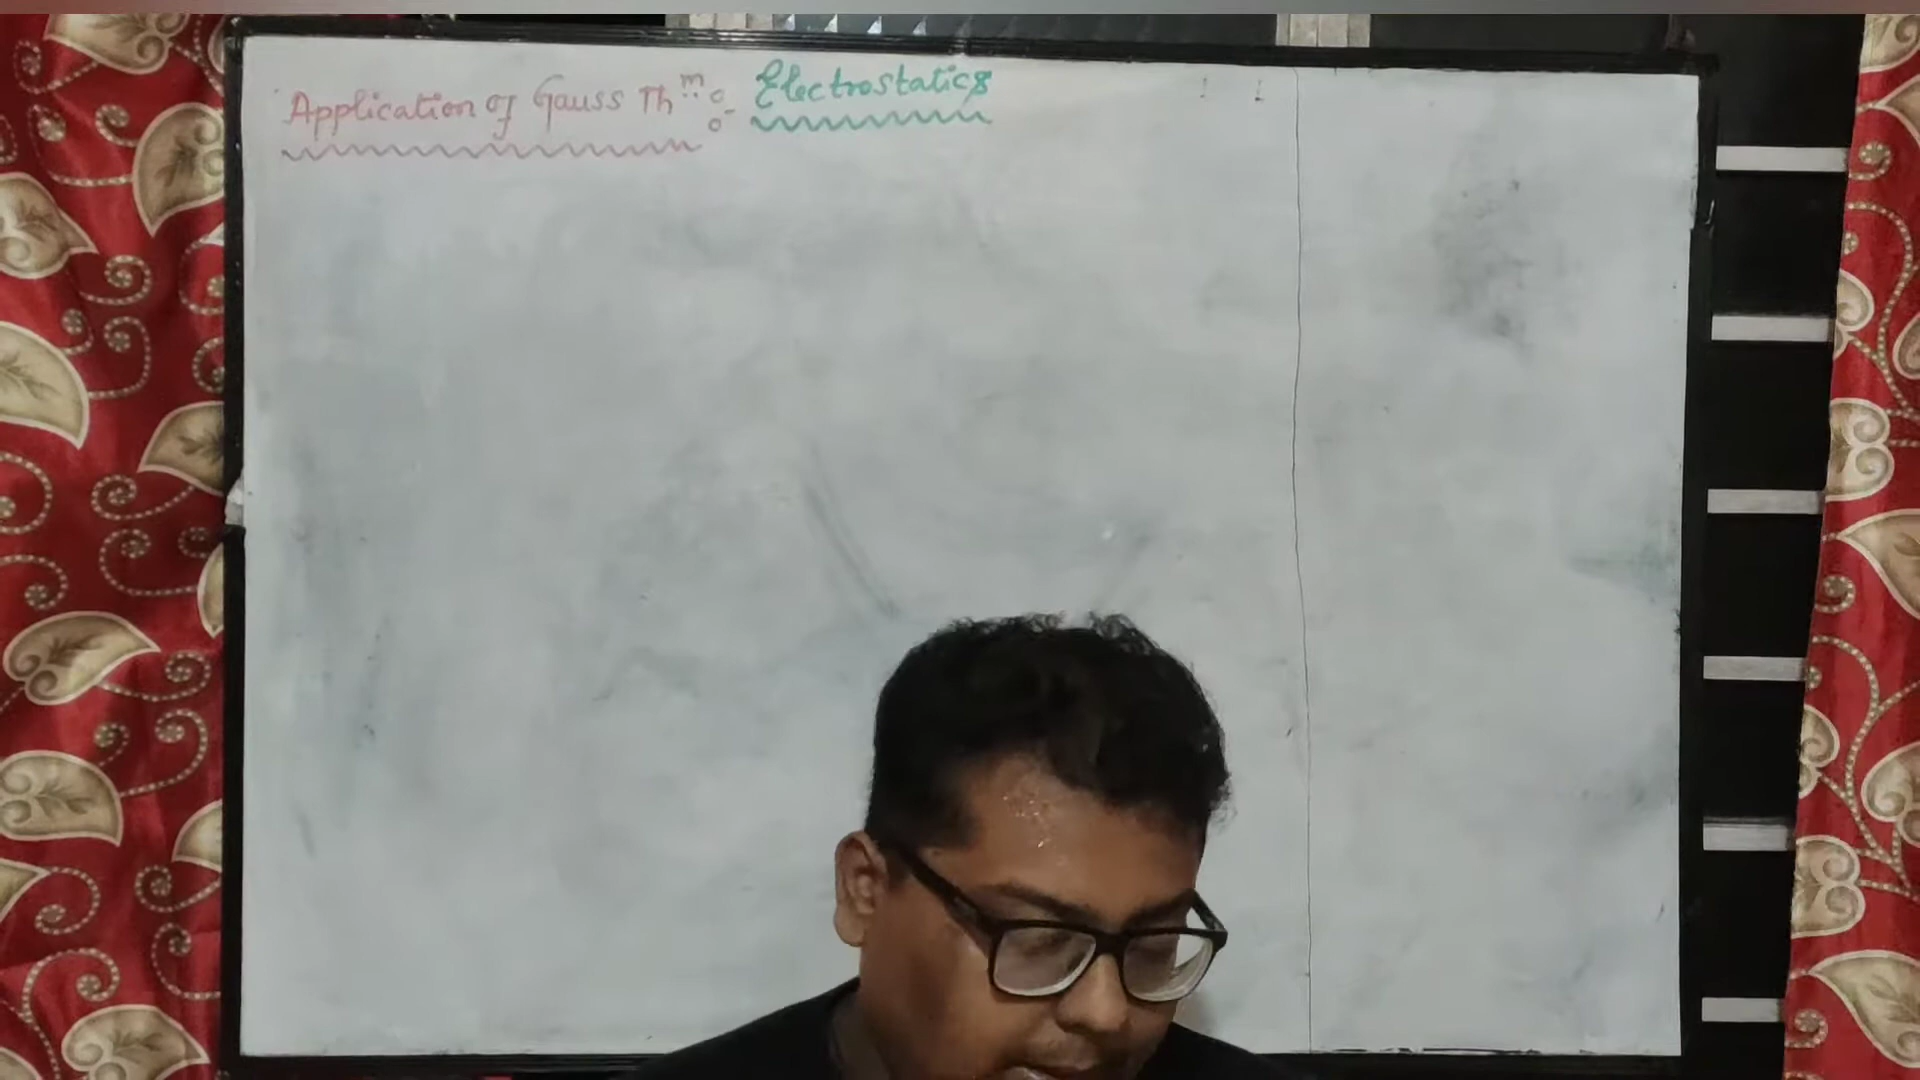 Application of Gauss Thᵐ :- Electrostatics